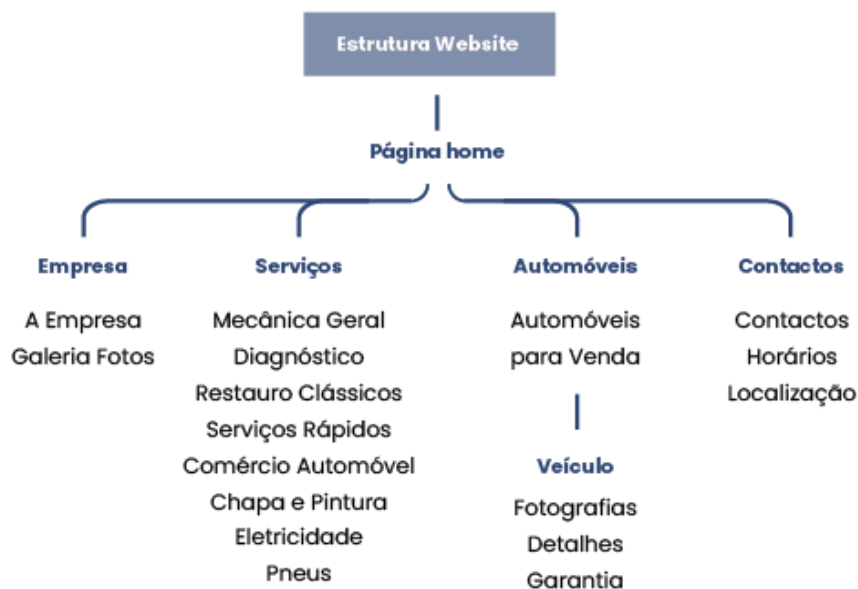 Estrutura Website
Página home
Empresa
A Empresa
Galeria Fotos
Serviços
Mecânica Geral
Diagnóstico
Restauro Clássicos
Serviços Rápidos
Comércio Automóvel
Chapa e Pintura
Eletricidade
Pneus
Automóveis
Automóveis
para Venda
Veículo
Fotografias
Detalhes
Garantia
Contactos
Contactos
Horários
Localização